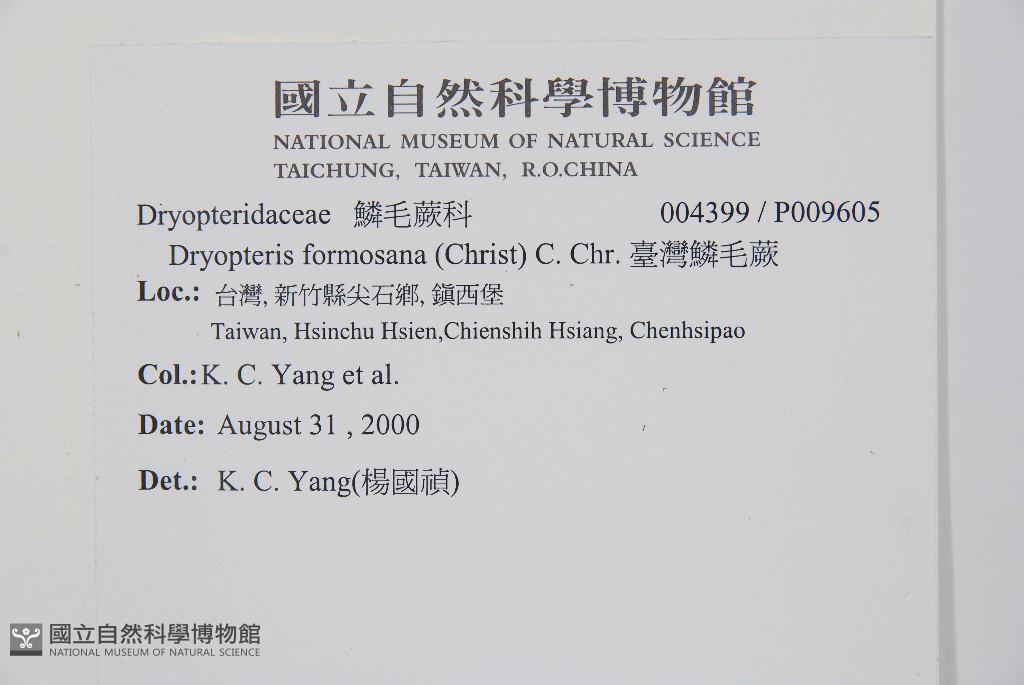 國立自然科學博物館
NATIONAL MUSEUM OF NATURAL SCIENCE
TAICHUNG, TAIWAN, R.O.CHINA
Dryopteridaceae 鱗毛蕨科 004399 / P009605
Dryopteris formosana (Christ) C. Chr. 臺灣鱗毛蕨
Loc.: 台灣, 新竹縣尖石鄉, 鎮西堡
Taiwan, Hsinchu Hsien,Chienshih Hsiang, Chenhsipao
Col.: K. C. Yang et al.
Date: August 31 , 2000
Det.: K. C. Yang(楊國禎)
國立自然科學博物館
NATIONAL MUSEUM OF NATURAL SCIENCE